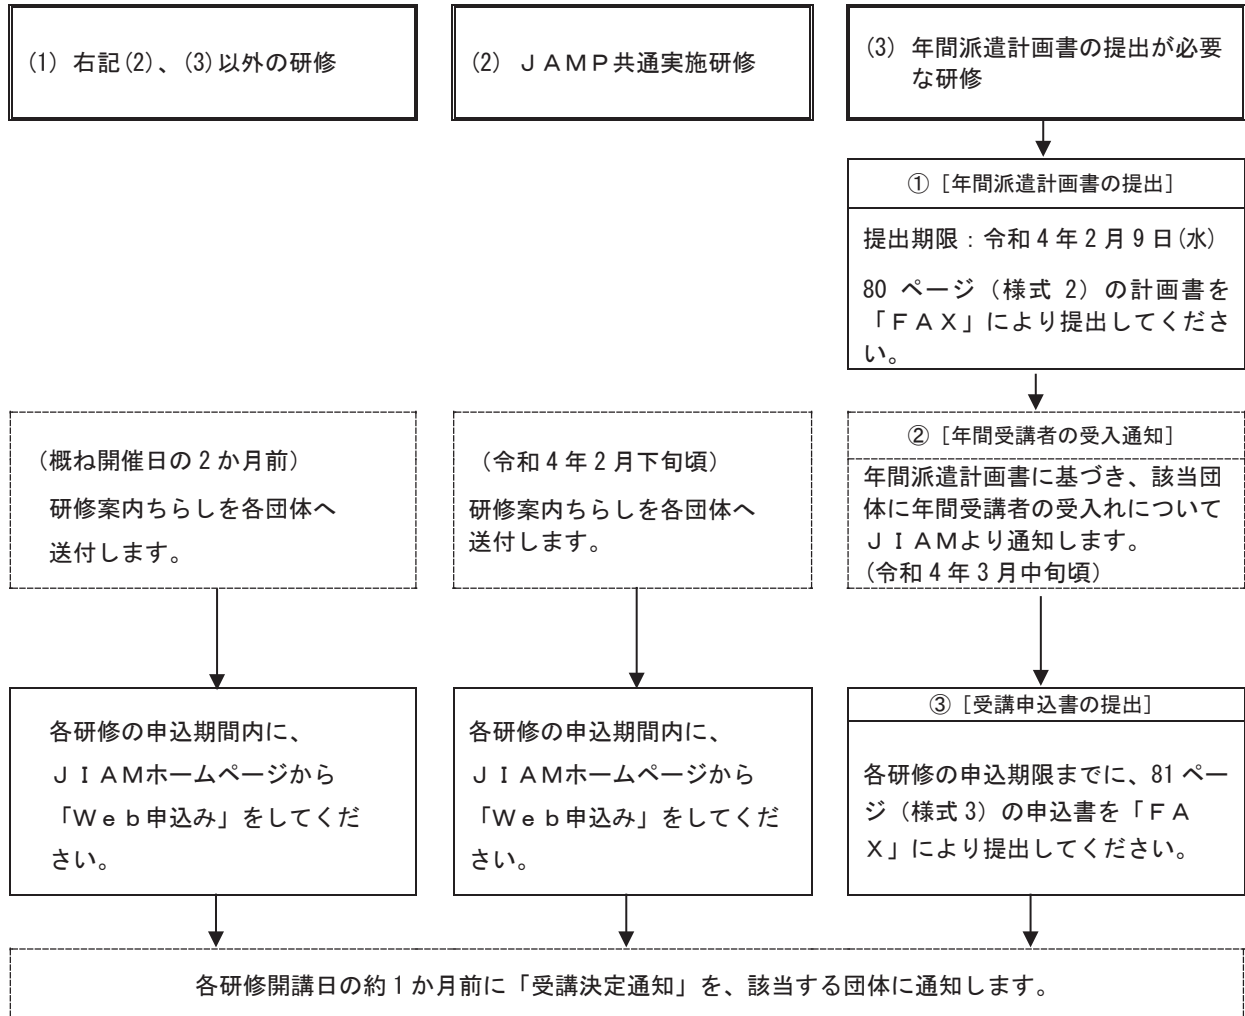 (1) 右記(2)、(3)以外の研修
(2) ＪＡＭＰ共通実施研修
(3) 年間派遣計画書の提出が必要
な研修
① [年間派遣計画書の提出]
提出期限：令和4年2月9日(水)
80 ページ（様式 2）の計画書を
「ＦＡＸ」により提出してくださ
い。
(概ね開催日の2か月前)
研修案内ちらしを各団体へ
送付します。
(令和4年2月下旬頃)
研修案内ちらしを各団体へ
送付します。
② [年間受講者の受入通知]
年間派遣計画書に基づき、該当団
体に年間受講者の受入れについて
ＪＩＡＭより通知します。
(令和4年3月中旬頃)
各研修の申込期間内に、
ＪＩＡＭホームページから
「Ｗｅｂ申込み」をしてくだ
さい。
各研修の申込期間内に、
ＪＩＡＭホームページから
「Ｗｅｂ申込み」をしてくだ
さい。
③ [受講申込書の提出]
各研修の申込期限までに、81 ペー
ジ（様式3）の申込書を「ＦＡ
Ｘ」により提出してください。
各研修開講日の約1か月前に「受講決定通知」を、該当する団体に通知します。